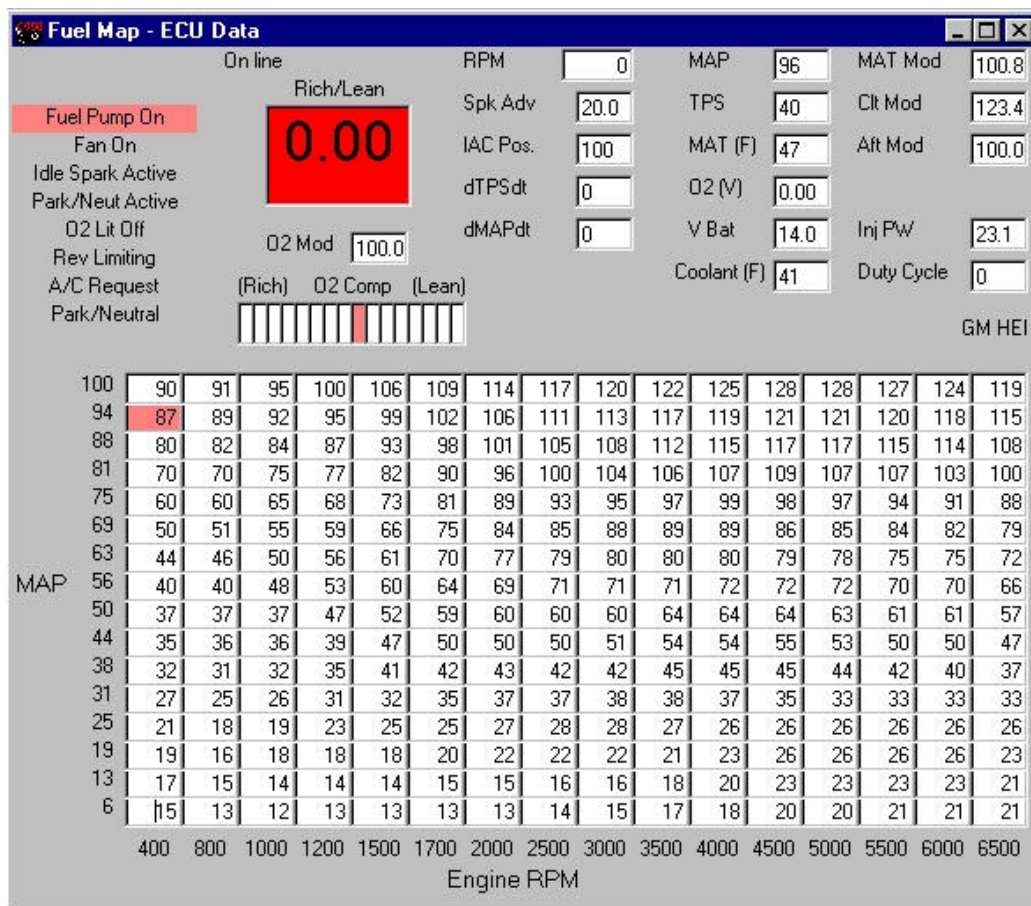 Fuel Map - ECU Data
On line RPM 0 MAP 96 MAT Mod 100.8
Rich/Lean
Fuel Pump On 0.00 Spk Adv 20.0 TPS 40 Clt Mod 123.4
Fan On IAC Pos. 100 MAT (F) 47 Aft Mod 100.0
Idle Spark Active
Park/Neut Active dTPSdt 0 O2 (V) 0.00
O2 Lit Off O2 Mod 100.0 dMAPdt 0 V Bat 14.0 Inj PW 23.1
Rev Limiting
A/C Request (Rich) O2 Comp (Lean) Coolant (F) 41 Duty Cycle 0
Park/Neutral
GM HEI
100 90 91 95 100 106 109 114 117 120 122 125 128 128 127 124 119
94 87 89 92 95 99 102 106 111 113 117 119 121 121 120 118 115
88 80 82 84 87 93 98 101 105 108 112 115 117 117 115 114 108
81 70 70 75 77 82 90 96 100 104 106 107 109 107 107 103 100
75 60 60 65 68 73 81 89 93 95 97 99 98 97 94 91 88
69 50 51 55 59 66 75 84 85 88 89 89 86 85 84 82 79
63 44 46 50 56 61 70 77 79 80 80 80 79 78 75 75 72
MAP 56 40 40 48 53 60 64 69 71 71 71 72 72 72 70 70 66
50 37 37 37 47 52 59 60 60 60 64 64 64 63 61 61 57
44 35 36 36 39 47 50 50 50 51 54 54 55 53 50 50 47
38 32 31 32 35 41 42 43 42 42 45 45 45 44 42 40 37
31 27 25 26 31 32 35 37 37 38 38 37 35 33 33 33 33
25 21 18 19 23 25 25 27 28 28 27 26 26 26 26 26 26
19 19 16 18 18 18 20 22 22 22 21 23 26 26 26 26 23
13 17 15 14 14 14 15 15 16 16 18 20 23 23 23 23 21
6 15 13 12 13 13 13 13 14 15 17 18 20 20 21 21 21
400 800 1000 1200 1500 1700 2000 2500 3000 3500 4000 4500 5000 5500 6000 6500
Engine RPM